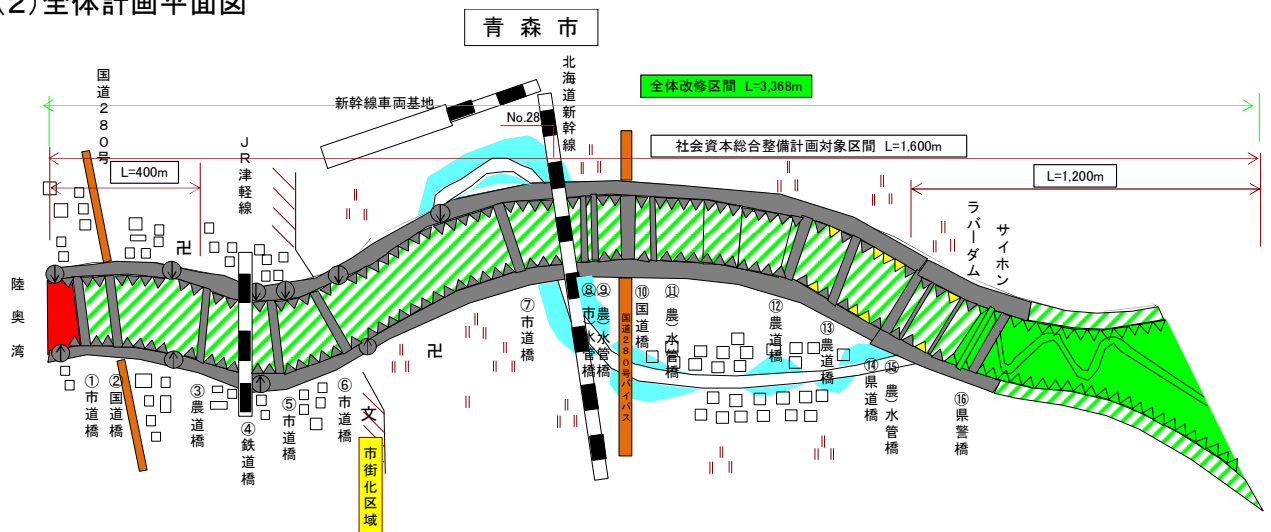 (2)全体計画平面図
青森市
国道280号
新幹線車両基地
No.28
北海道新幹線
全体改修区間 L=3,368m
社会資本総合整備計画対象区間 L=1,600m
L=400m
JR津軽線
L=1,200m
ラバーダム
サイホン
卍
卍
陸奥湾
①市道橋
②国道橋
③農道橋
④鉄道橋
⑤市道橋
⑥市道橋
文
市街化区域
⑦市道橋
⑧市)水管橋
⑨農)水管橋
国道280号バイパス
⑩国道橋
⑪農)水管橋
⑫農道橋
⑬農道橋
⑭県道橋
⑮農)水管橋
⑯県警橋